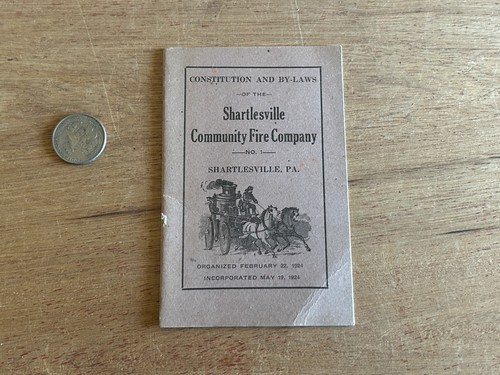 CONSTITUTION AND BY-LAWS
—OF THE—
Shartlesville
Community Fire Company
—NO. 1—
SHARTLESVILLE, PA.
ORGANIZED FEBRUARY 22, 1924
INCORPORATED MAY 19, 1924